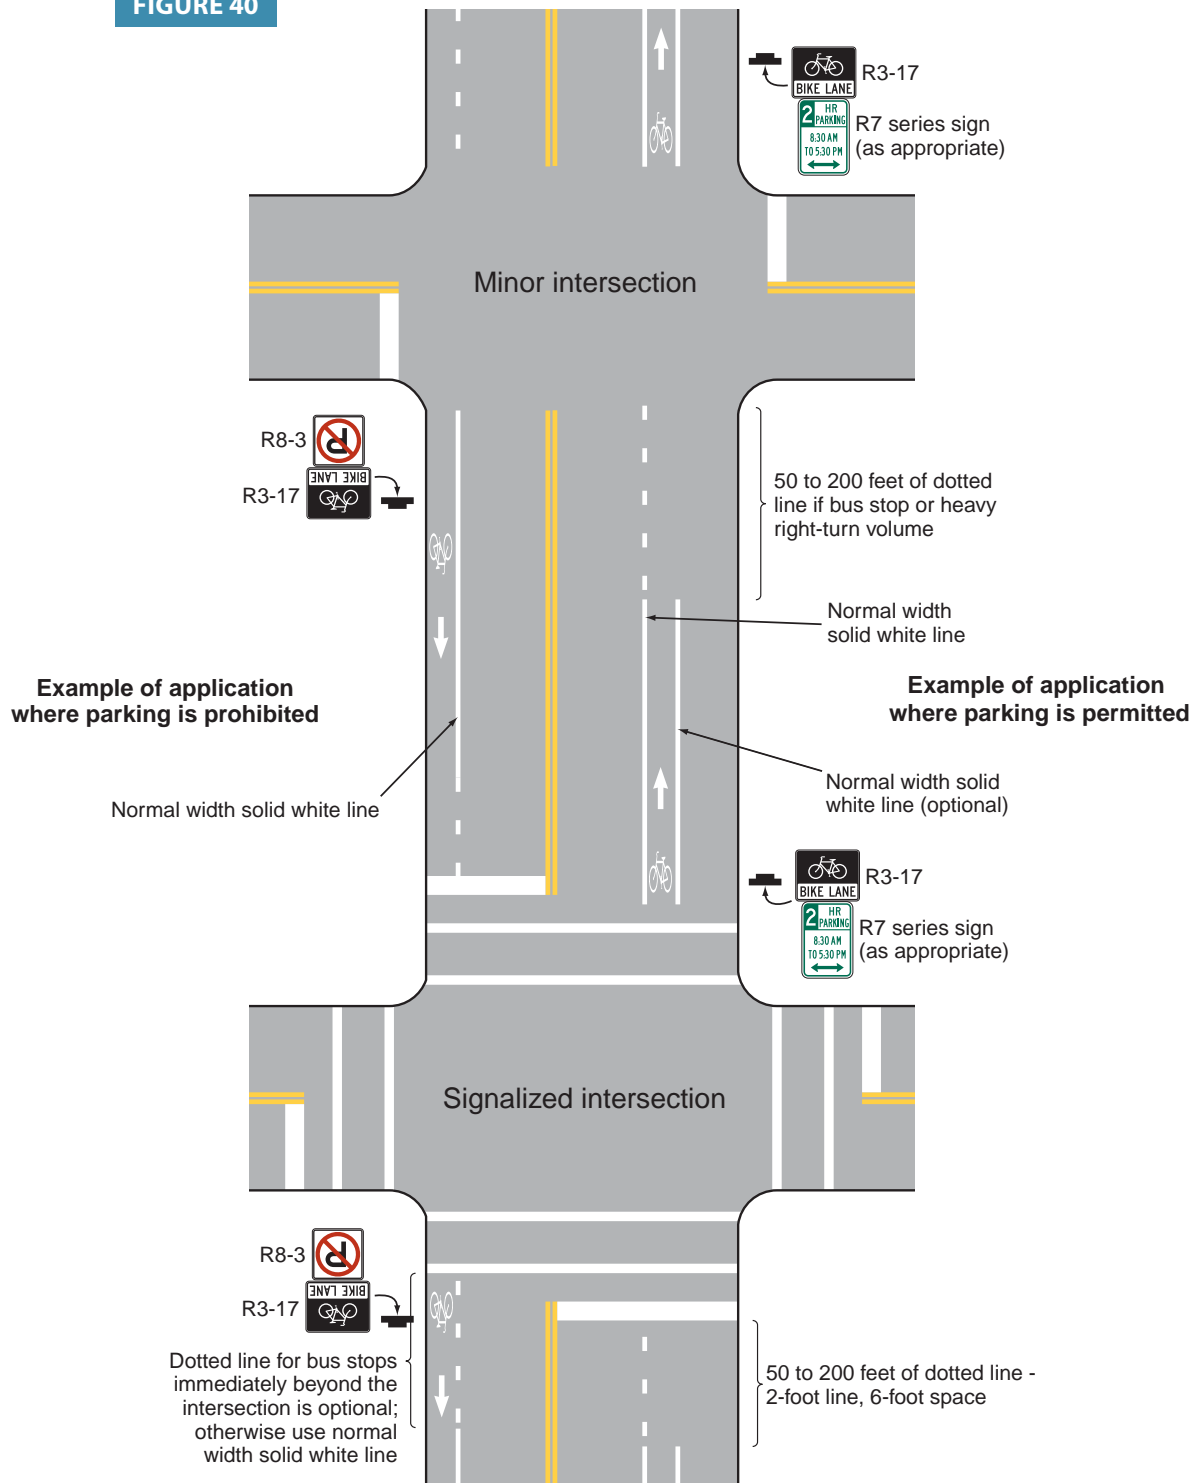 FIGURE 40
BIKE LANE
R3-17
2 HR
PARKING
8:30 AM
TO 5:30 PM
R7 series sign
(as appropriate)
Minor intersection
R8-3
P
BIKE LANE
R3-17
50 to 200 feet of dotted
line if bus stop or heavy
right-turn volume
Normal width
solid white line
Example of application
where parking is prohibited
Example of application
where parking is permitted
Normal width solid white line
Normal width solid
white line (optional)
BIKE LANE
R3-17
2 HR
PARKING
8:30 AM
TO 5:30 PM
R7 series sign
(as appropriate)
Signalized intersection
R8-3
P
BIKE LANE
R3-17
Dotted line for bus stops
immediately beyond the
intersection is optional;
otherwise use normal
width solid white line
50 to 200 feet of dotted line -
2-foot line, 6-foot space